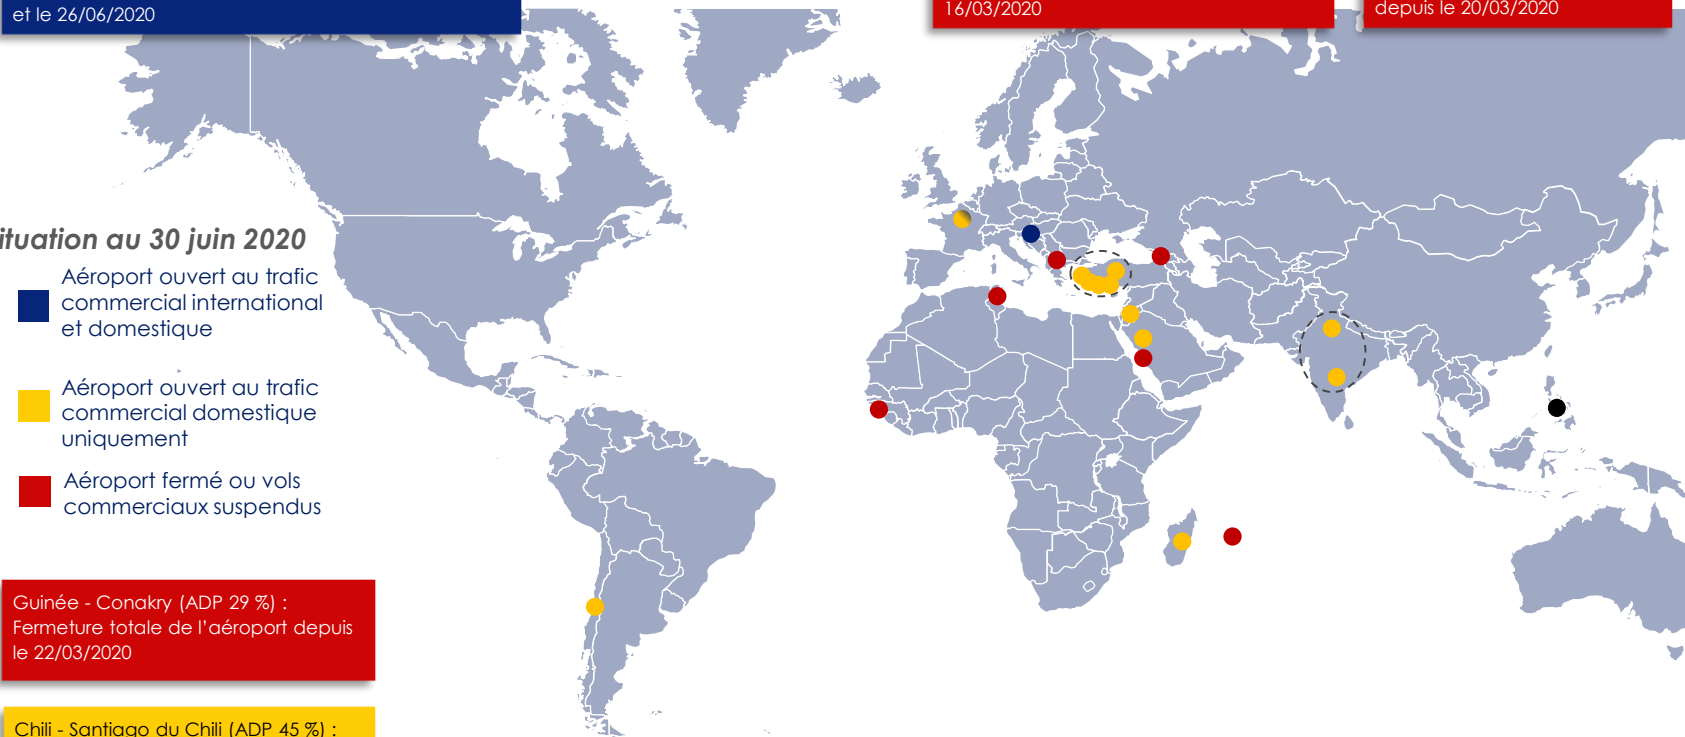 et le 26/06/2020
16/03/2020
depuis le 20/03/2020
ituation au 30 juin 2020
Aéroport ouvert au trafic
commercial international
et domestique
Aéroport ouvert au trafic
commercial domestique
uniquement
Aéroport fermé ou vols
commerciaux suspendus
Guinée - Conakry (ADP 29 %) :
Fermeture totale de l'aéroport depuis
le 22/03/2020
Chili - Santiago du Chili (ADP 45 %) :